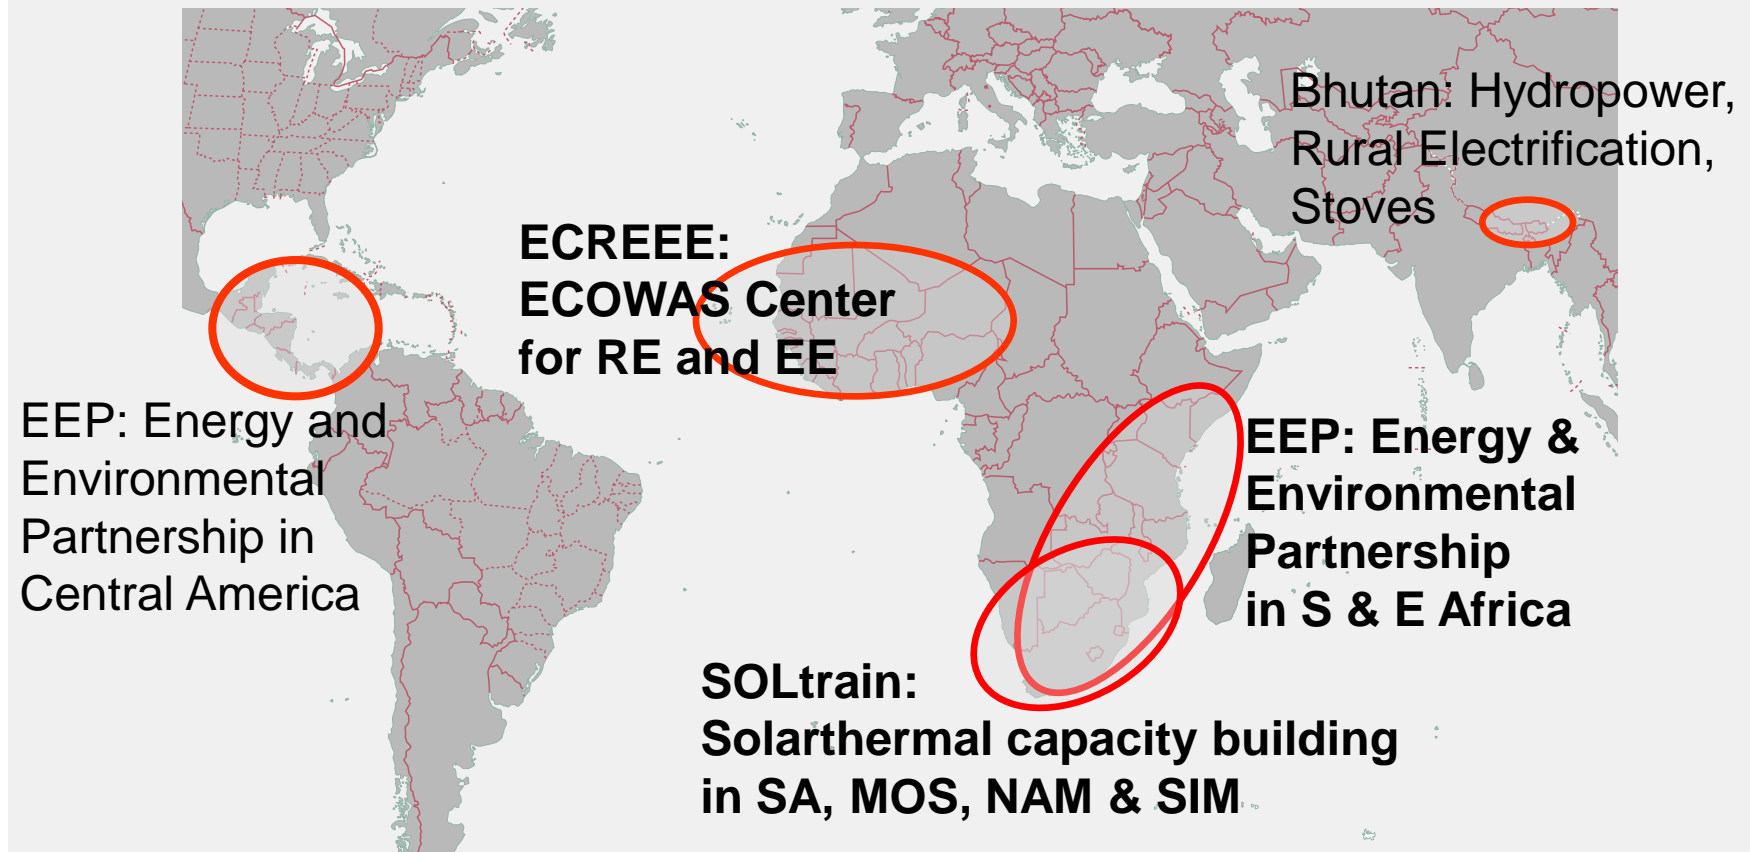 Bhutan: Hydropower,
Rural Electrification,
Stoves
ECREEE:
ECOWAS Center
for RE and EE
EEP: Energy and
Environmental
Partnership in
Central America
EEP: Energy &
Environmental
Partnership
in S & E Africa
SOLtrain:
Solarthermal capacity building
in SA, MOS, NAM & SIM